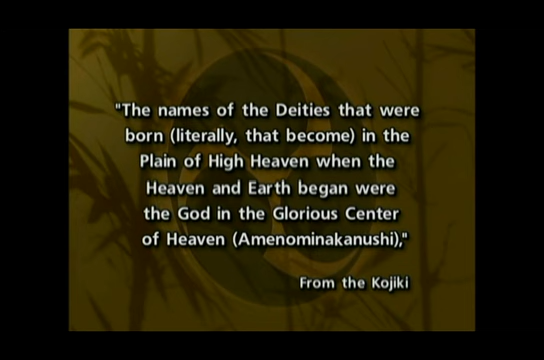 "The names of the Deities that were
born (literally, that become) in the
Plain of High Heaven when the
Heaven and Earth began were
the God in the Glorious Center
of Heaven (Amenominakanushi),"
From the Kojiki